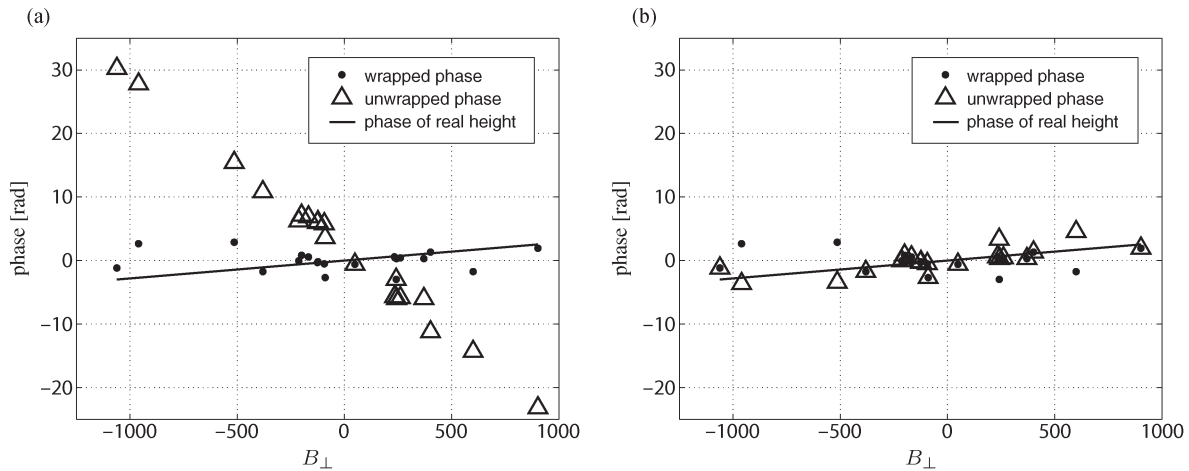 (a)
wrapped phase
unwrapped phase
phase of real height
30
20
10
0
−10
−20
phase [rad]
−1000 −500 0 500 1000
B⊥
(b)
wrapped phase
unwrapped phase
phase of real height
30
20
10
0
−10
−20
phase [rad]
−1000 −500 0 500 1000
B⊥